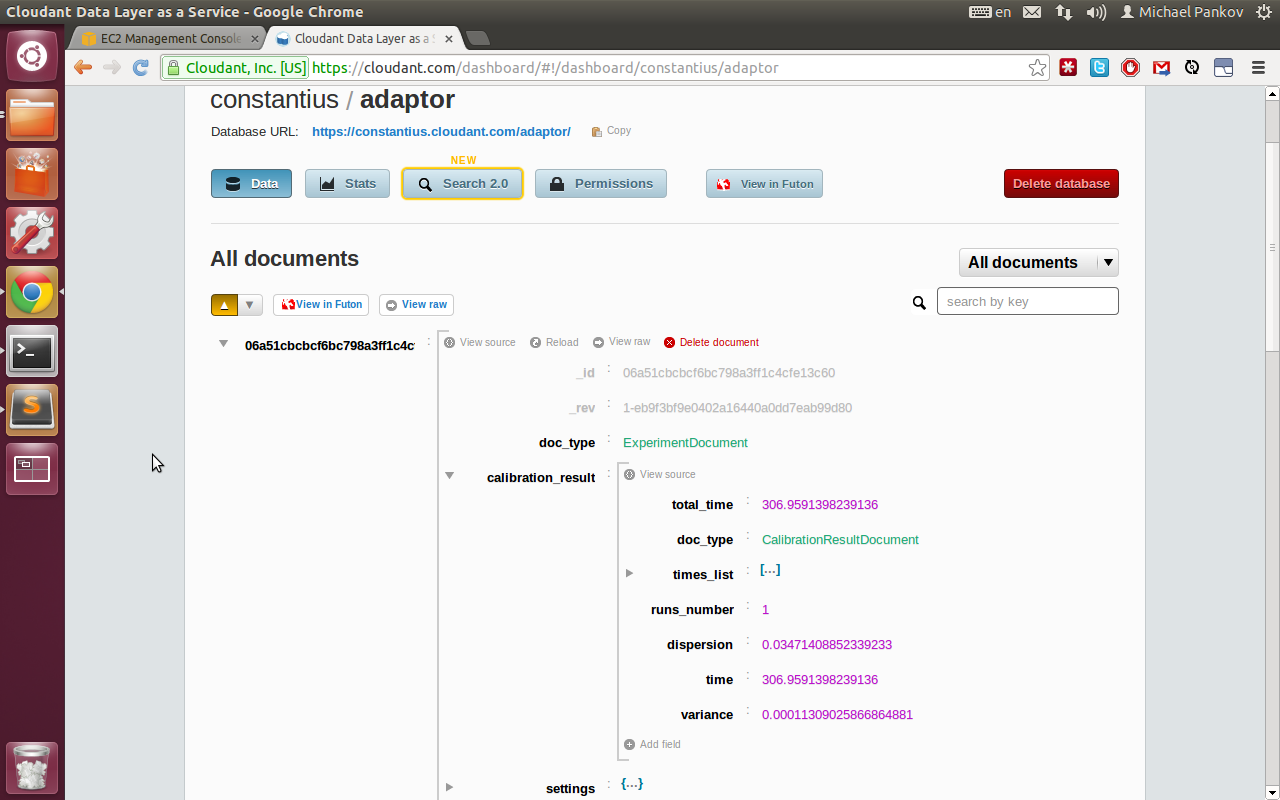 Cloudant Data Layer as a Service - Google Chrome
en
Michael Pankov
EC2 Management Console
Cloudant Data Layer as a S
Cloudant, Inc. [US]
https://cloudant.com/dashboard/#!/dashboard/constantius/adaptor
constantius / adaptor
Database URL: https://constantius.cloudant.com/adaptor/ Copy
NEW
Data
Stats
Search 2.0
Permissions
View in Futon
Delete database
All documents
All documents
View in Futon
View raw
search by key
06a51cbcbcf6bc798a3ff1c4c :
View source Reload View raw Delete document
_id : 06a51cbcbcf6bc798a3ff1c4cfe13c60
_rev : 1-eb9f3bf9e0402a16440a0dd7eab99d80
doc_type : ExperimentDocument
calibration_result :
View source
total_time : 306.9591398239136
doc_type : CalibrationResultDocument
times_list : [...]
runs_number : 1
dispersion : 0.03471408852339233
time : 306.9591398239136
variance : 0.00011309025866864881
Add field
settings : {...}